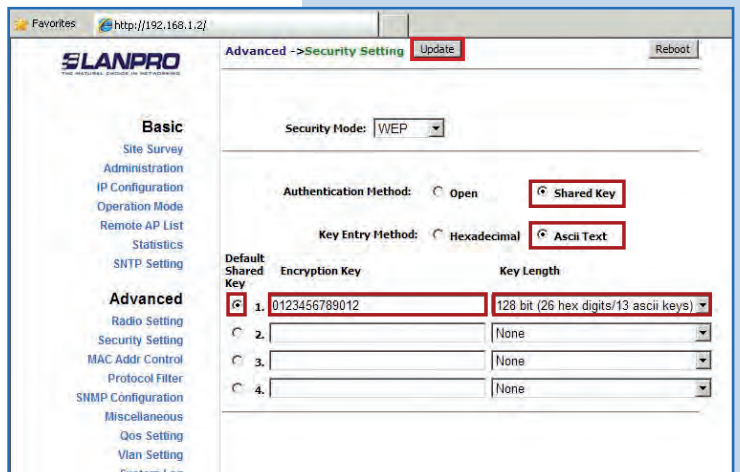 Favorites http://192.168.1.2/
LANPRO
THE NATURAL CHOICE IN NETWORKING
Advanced ->Security Setting Update Reboot
Basic
Site Survey
Administration
IP Configuration
Operation Mode
Remote AP List
Statistics
SNTP Setting
Advanced
Radio Setting
Security Setting
MAC Addr Control
Protocol Filter
SNMP Configuration
Miscellaneous
Qos Setting
Vlan Setting
System Log
Security Mode: WEP
Authentication Method: Open Shared Key
Key Entry Method: Hexadecimal Ascii Text
Default Shared Key Encryption Key Key Length
1. 0123456789012 128 bit (26 hex digits/13 ascii keys)
2. None
3. None
4. None